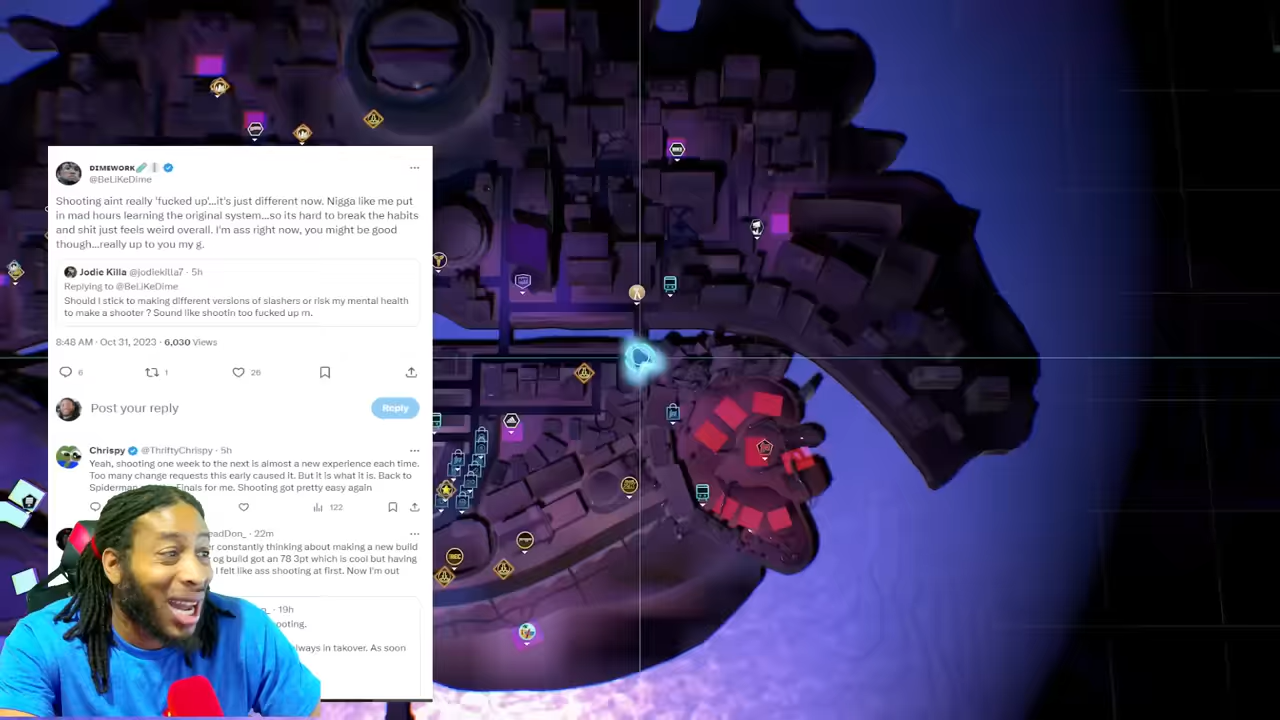 DIMEWORK
@BeLiKeDime
Shooting aint really 'fucked up'...it's just different now. Nigga like me put
in mad hours learning the original system...so its hard to break the habits
and shit just feels weird overall. I'm ass right now, you might be good
though...really up to you my g.
Jodie Killa @jodiekilla7 · 5h
Replying to @BeLiKeDime
Should I stick to making different versions of slashers or risk my mental health
to make a shooter ? Sound like shootin too fucked up rn.
8:48 AM · Oct 31, 2023 · 6,030 Views
6 1 26
Post your reply
Reply
Chrispy @ThriftyChrispy · 5h
Yeah, shooting one week to the next is almost a new experience each time.
Too many change requests this early caused it. But it is what it is. Back to
Spiderman Finals for me. Shooting got pretty easy again
122
eadDon_ · 22m
r constantly thinking about making a new build
og build got an 78 3pt which is cool but having
I felt like ass shooting at first. Now I'm out
· 19h
ooting.
lways in takover. As soon